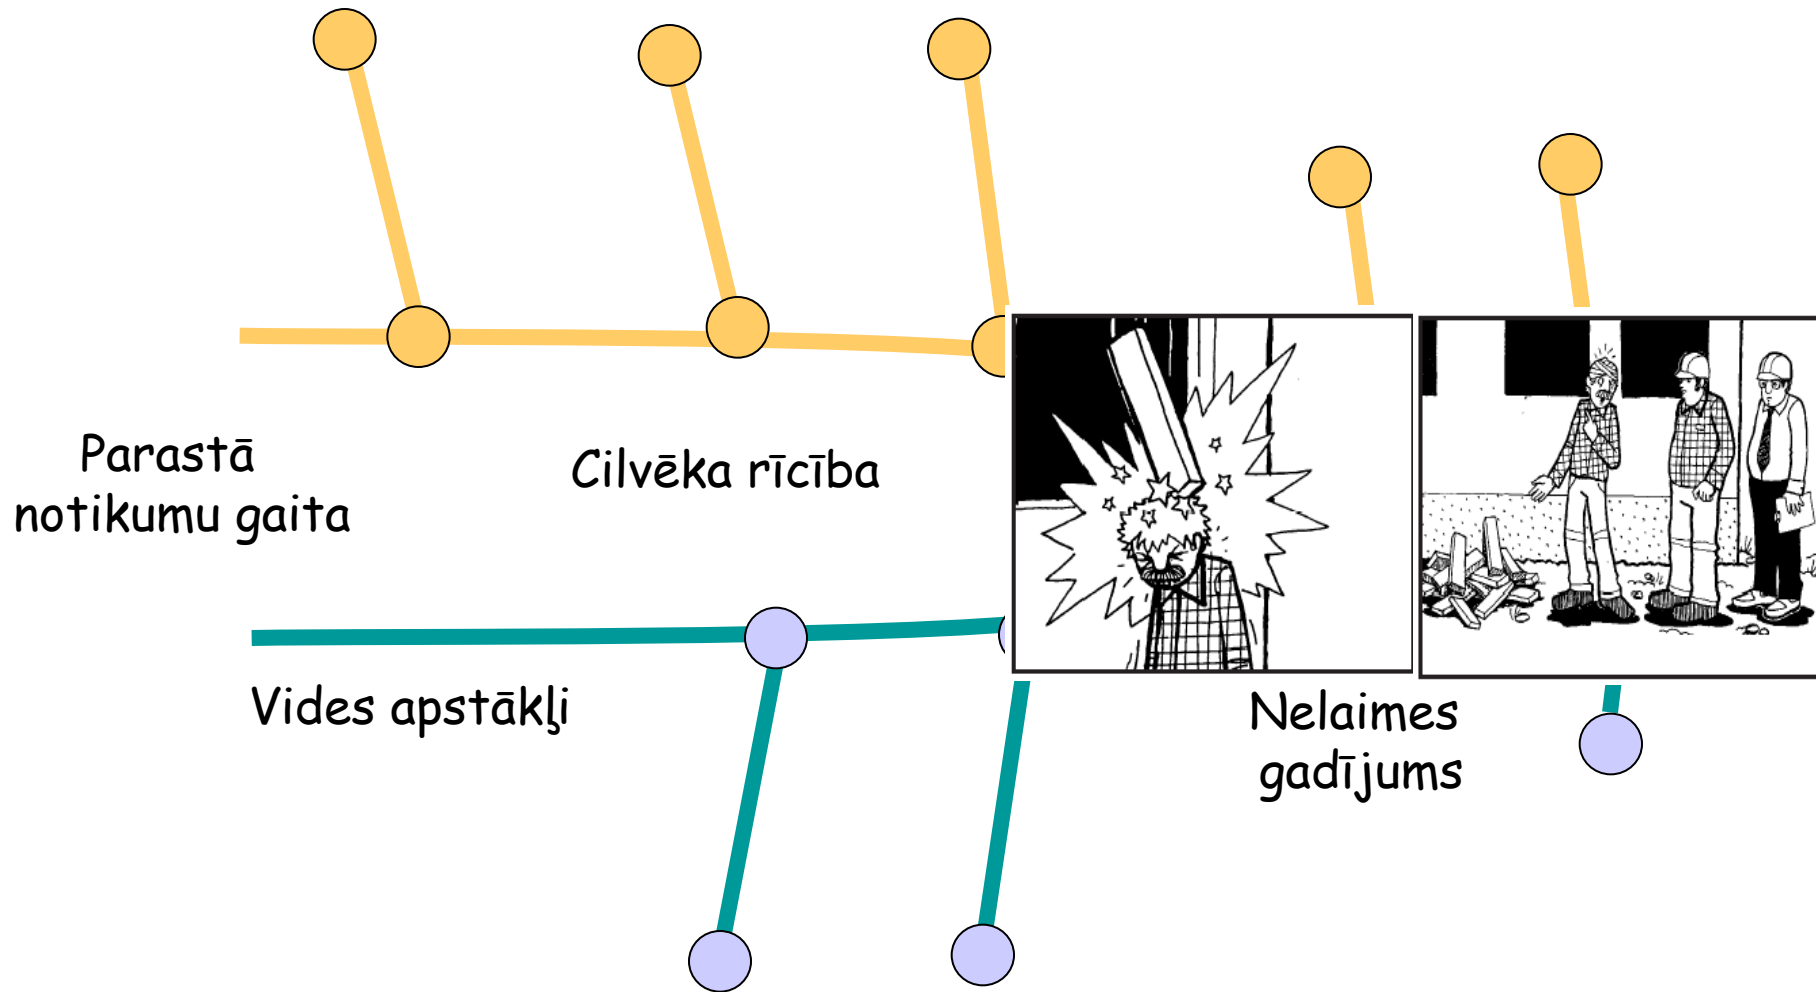 Parastā
notikumu gaita
Cilvēka rīcība
Vides apstākļi
Nelaimes
gadījums